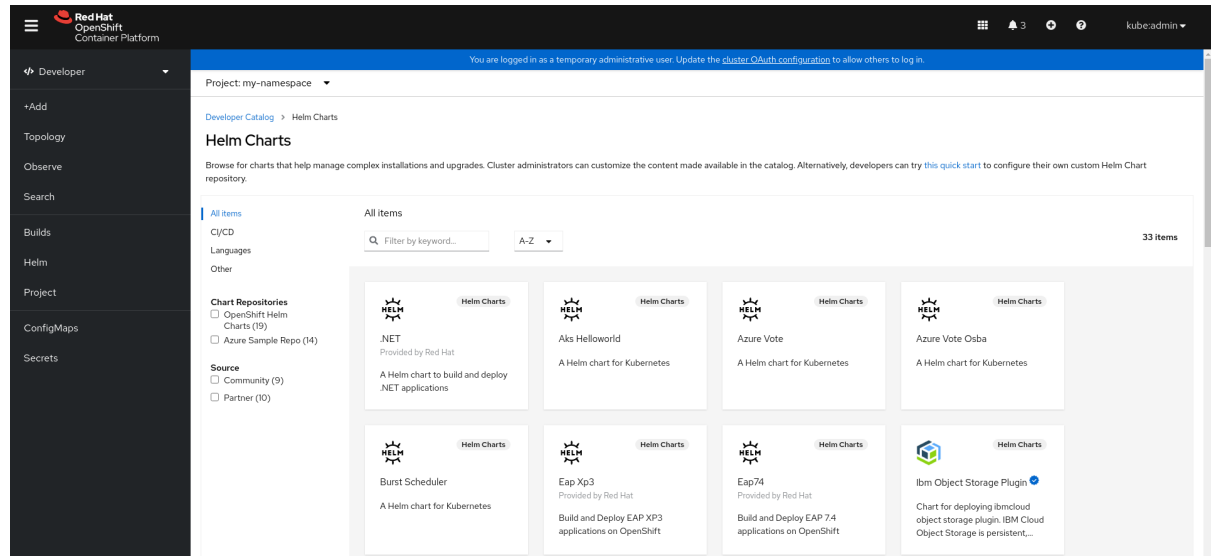 Red Hat
OpenShift
Container Platform
3
kube:admin
Developer
+Add
Topology
Observe
Search
Builds
Helm
Project
ConfigMaps
Secrets
You are logged in as a temporary administrative user. Update the cluster OAuth configuration to allow others to log in.
Project: my-namespace
Developer Catalog > Helm Charts
Helm Charts
Browse for charts that help manage complex installations and upgrades. Cluster administrators can customize the content made available in the catalog. Alternatively, developers can try this quick start to configure their own custom Helm Chart
repository.
All items
CI/CD
Languages
Other
Chart Repositories
OpenShift Helm
Charts (19)
Azure Sample Repo (14)
Source
Community (9)
Partner (10)
All items
Filter by keyword...
A-Z
33 items
HELM
Helm Charts
.NET
Provided by Red Hat
A Helm chart to build and deploy
.NET applications
HELM
Helm Charts
Aks Helloworld
A Helm chart for Kubernetes
HELM
Helm Charts
Azure Vote
A Helm chart for Kubernetes
HELM
Helm Charts
Azure Vote Osba
A Helm chart for Kubernetes
HELM
Helm Charts
Burst Scheduler
A Helm chart for Kubernetes
HELM
Helm Charts
Eap Xp3
Provided by Red Hat
Build and Deploy EAP XP3
applications on OpenShift
HELM
Helm Charts
Eap74
Provided by Red Hat
Build and Deploy EAP 7.4
applications on OpenShift
Helm Charts
Ibm Object Storage Plugin
Chart for deploying ibmcloud
object storage plugin. IBM Cloud
Object Storage is persistent,...